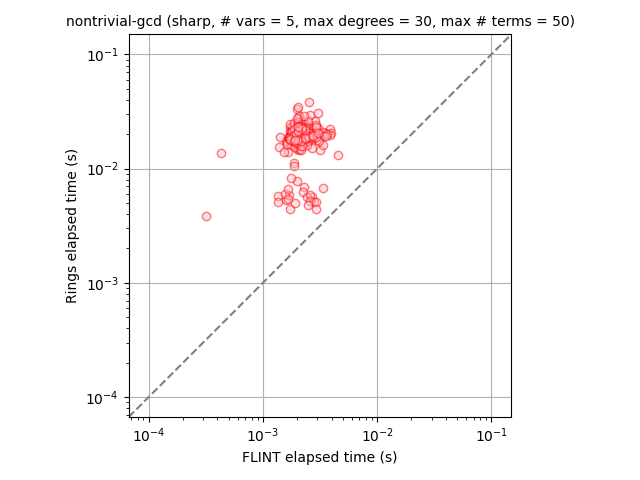 nontrivial-gcd (sharp, # vars = 5, max degrees = 30, max # terms = 50)
Rings elapsed time (s)
10⁻¹
10⁻²
10⁻³
10⁻⁴
10⁻⁴ 10⁻³ 10⁻² 10⁻¹
FLINT elapsed time (s)